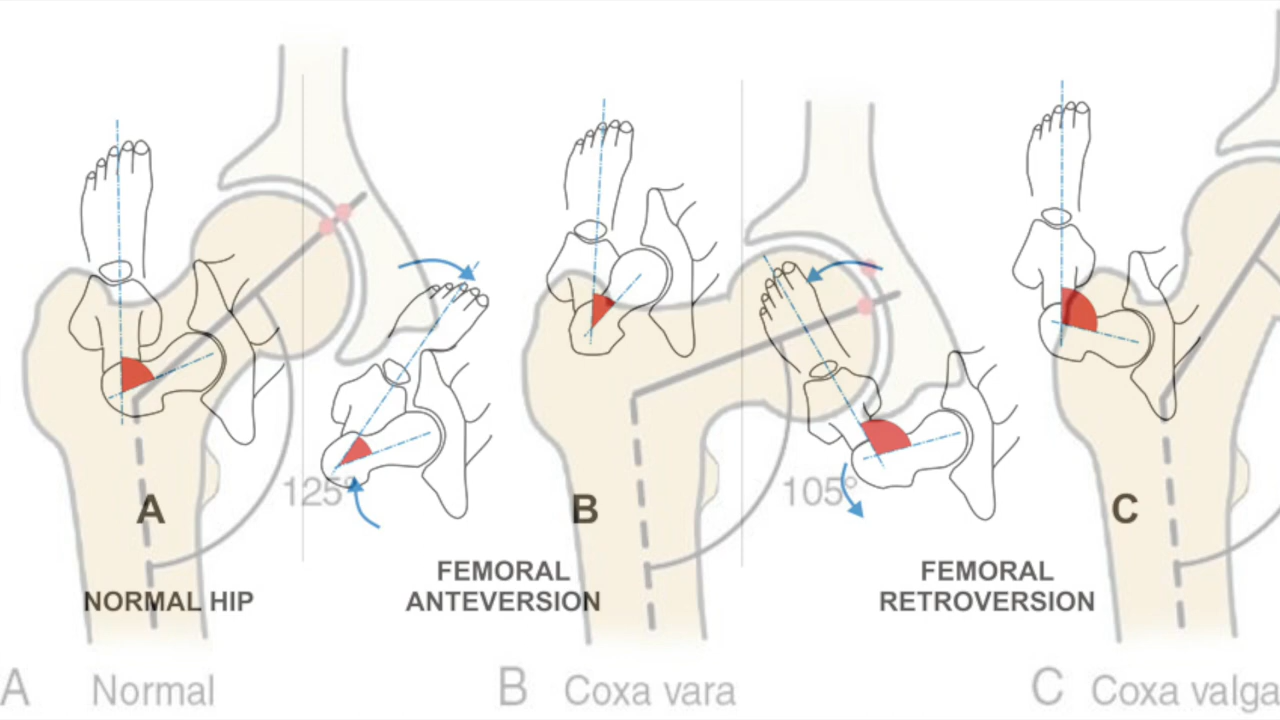 125°
105°
A
B
C
NORMAL HIP
FEMORAL
ANTEVERSION
FEMORAL
RETROVERSION
A Normal
B Coxa vara
C Coxa valga